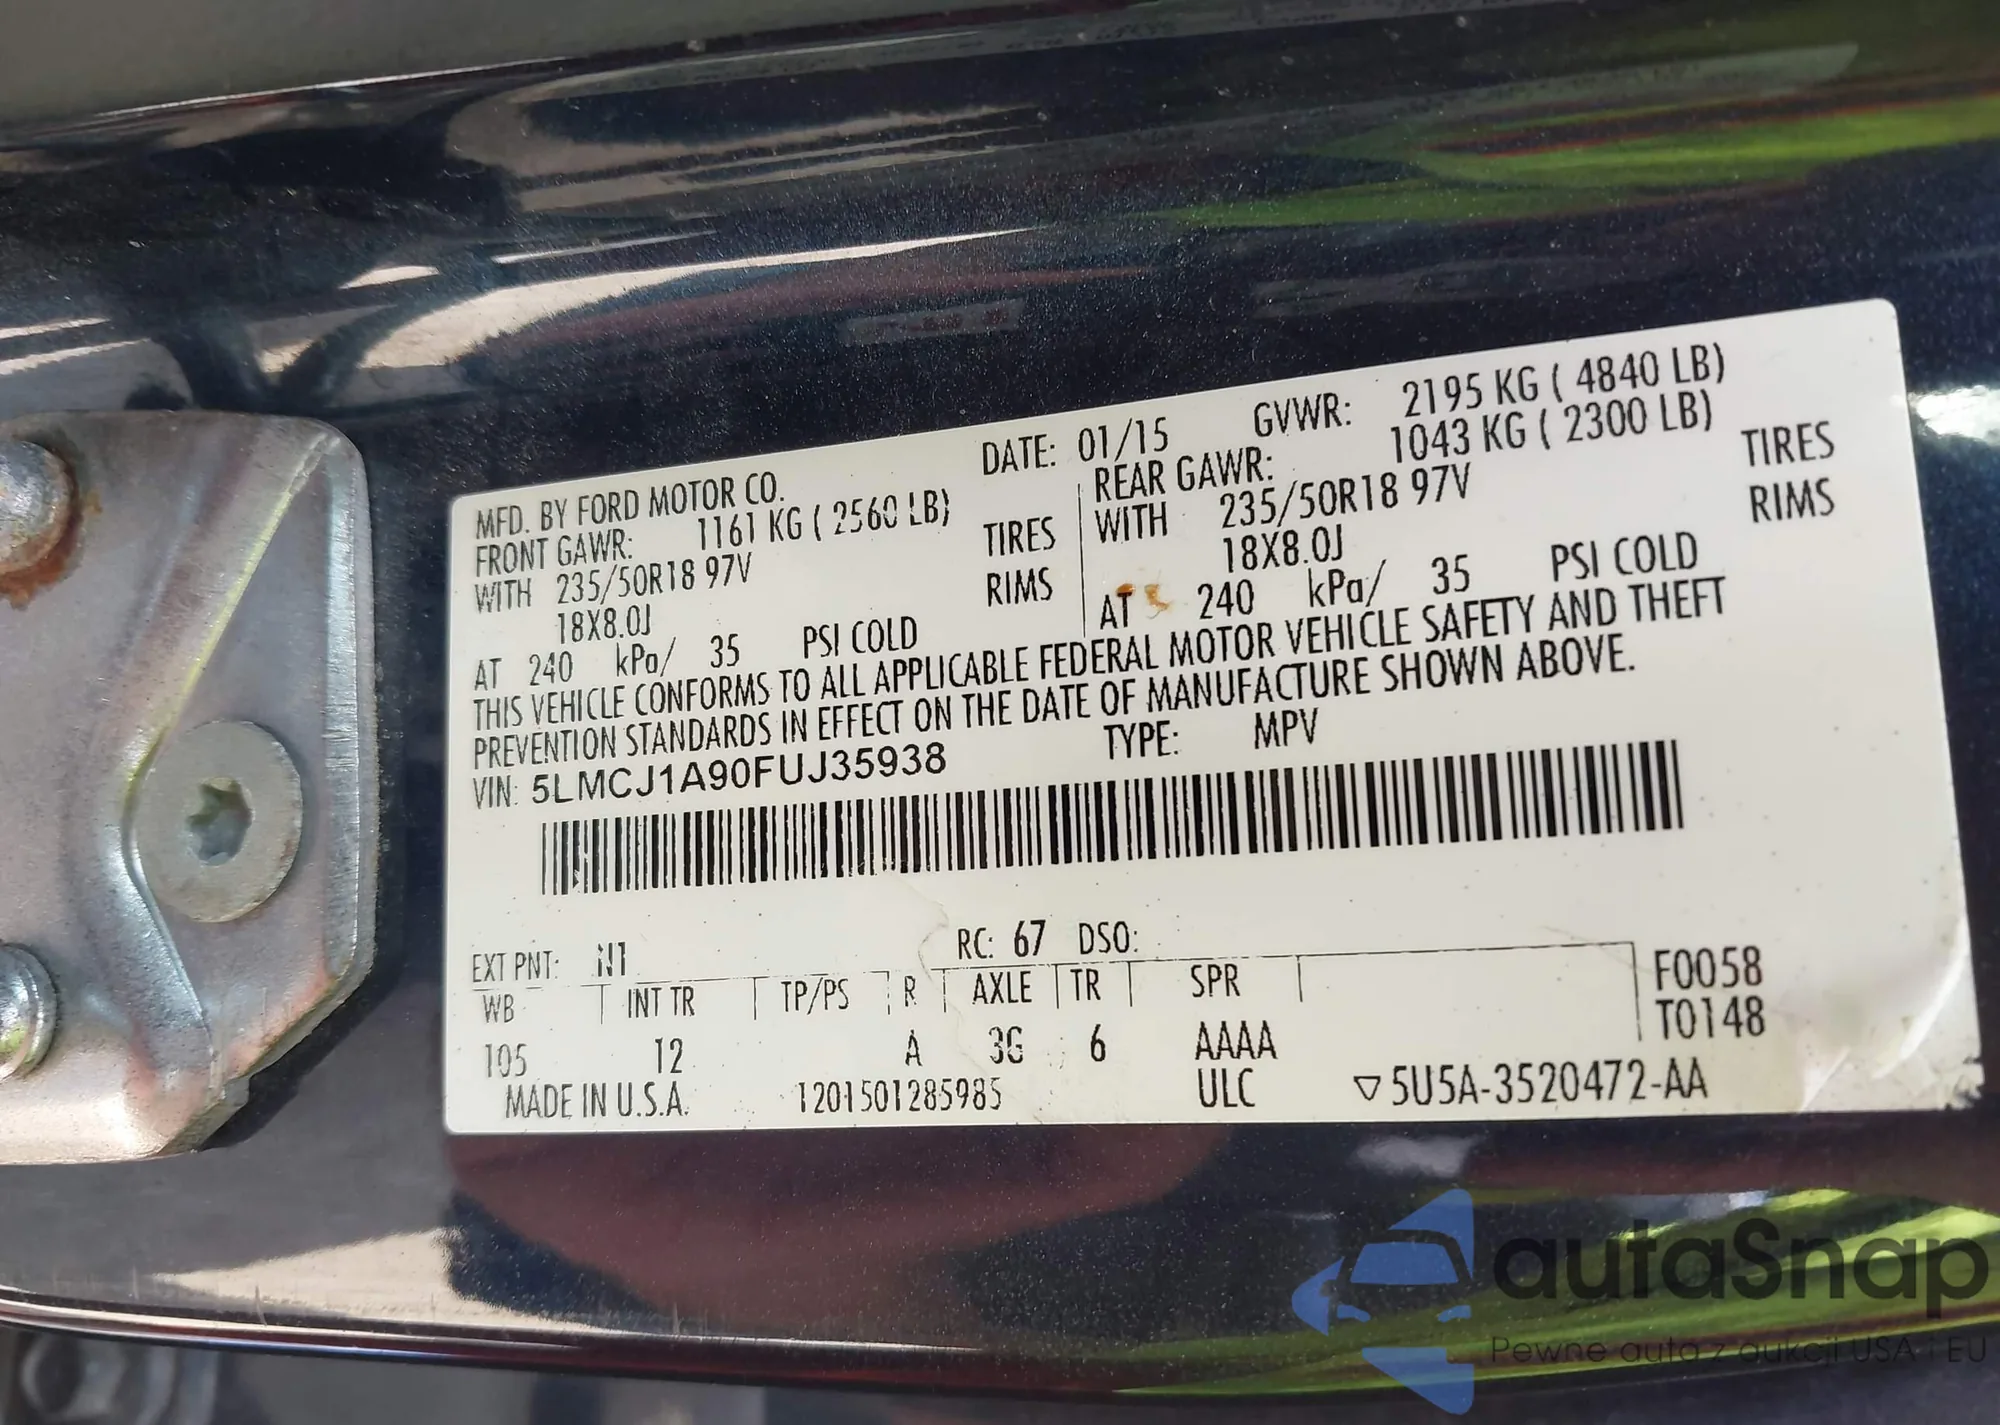 MFD. BY FORD MOTOR CO. DATE: 01/15 GVWR: 2195 KG ( 4840 LB)
FRONT GAWR: 1161 KG ( 2560 LB) REAR GAWR: 1043 KG ( 2300 LB)
WITH 235/50R18 97V TIRES WITH 235/50R18 97V TIRES
18X8.0J RIMS 18X8.0J RIMS
AT 240 kPa/ 35 PSI COLD AT 240 kPa/ 35 PSI COLD
THIS VEHICLE CONFORMS TO ALL APPLICABLE FEDERAL MOTOR VEHICLE SAFETY AND THEFT
PREVENTION STANDARDS IN EFFECT ON THE DATE OF MANUFACTURE SHOWN ABOVE.
VIN: 5LMCJ1A90FUJ35938 TYPE: MPV
EXT PNT: N1 RC: 67 DSO:
WB INT TR TP/PS R AXLE TR SPR F0058
T0148
105 12 A 3G 6 AAAA
MADE IN U.S.A. 1201501285985 ULC ▽5U5A-3520472-AA
autaSnap
Pewne auta z aukcji USA i EU